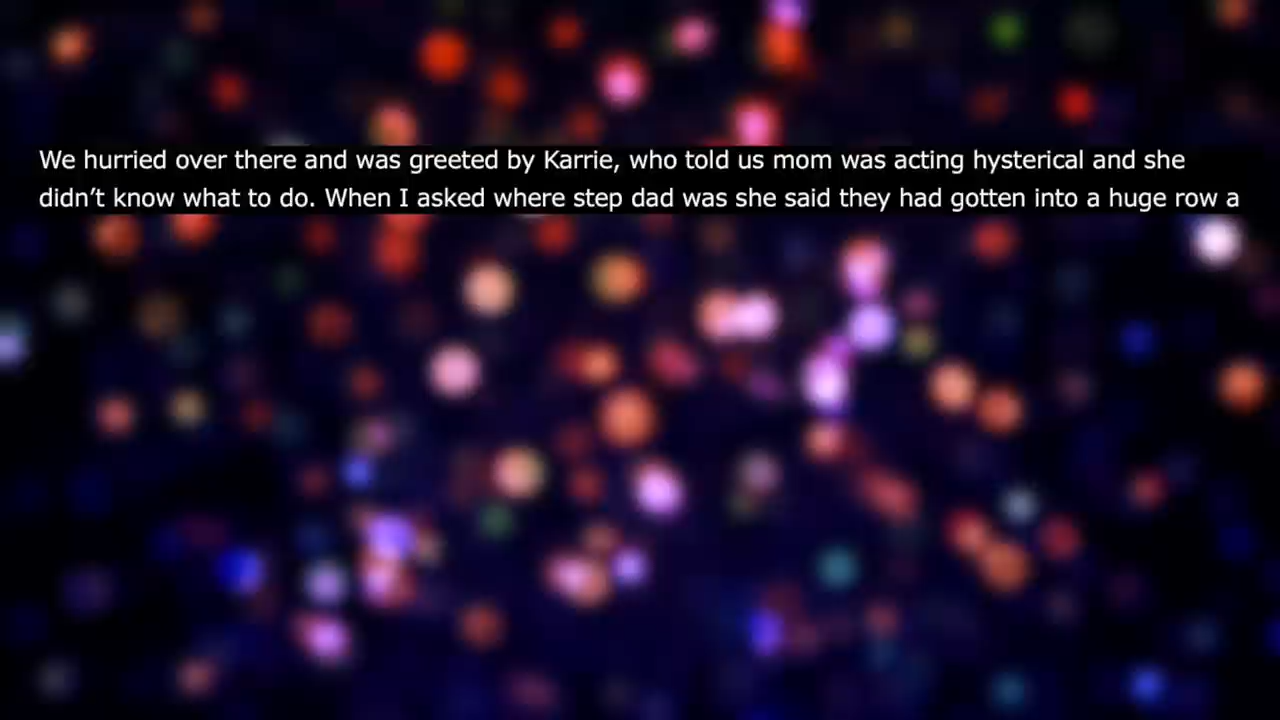 We hurried over there and was greeted by Karrie, who told us mom was acting hysterical and she
didn’t know what to do. When I asked where step dad was she said they had gotten into a huge row a